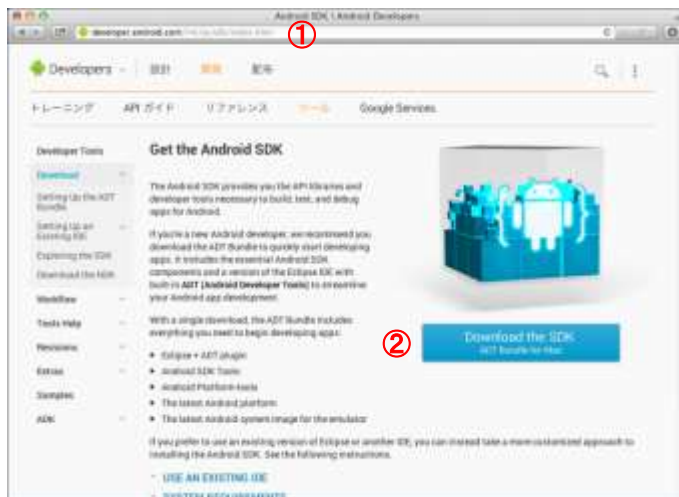 Android SDK | Android Developers
developer.android.com/sdk/index.html
①
Developers
設計 開発 配布
トレーニング API ガイド リファレンス ツール Google Services
Developer Tools
Download
Setting Up the ADT
Bundle
Setting Up an
Existing IDE
Exploring the SDK
Download the NDK
Workflow
Tools Help
Revisions
Extras
Samples
ADK
Get the Android SDK
The Android SDK provides you the API libraries and
developer tools necessary to build, test, and debug
apps for Android.
If you're a new Android developer, we recommend you
download the ADT Bundle to quickly start developing
apps. It includes the essential Android SDK
components and a version of the Eclipse IDE with
built-in ADT (Android Developer Tools) to streamline
your Android app development.
With a single download, the ADT Bundle includes
everything you need to begin developing apps:
Eclipse + ADT plugin
Android SDK Tools
Android Platform-tools
The latest Android platform
The latest Android system image for the emulator
②
Download the SDK
ADT Bundle for Mac
If you prefer to use an existing version of Eclipse or another IDE, you can instead take a more customized approach to
installing the Android SDK. See the following instructions.
USE AN EXISTING IDE
SYSTEM REQUIREMENTS